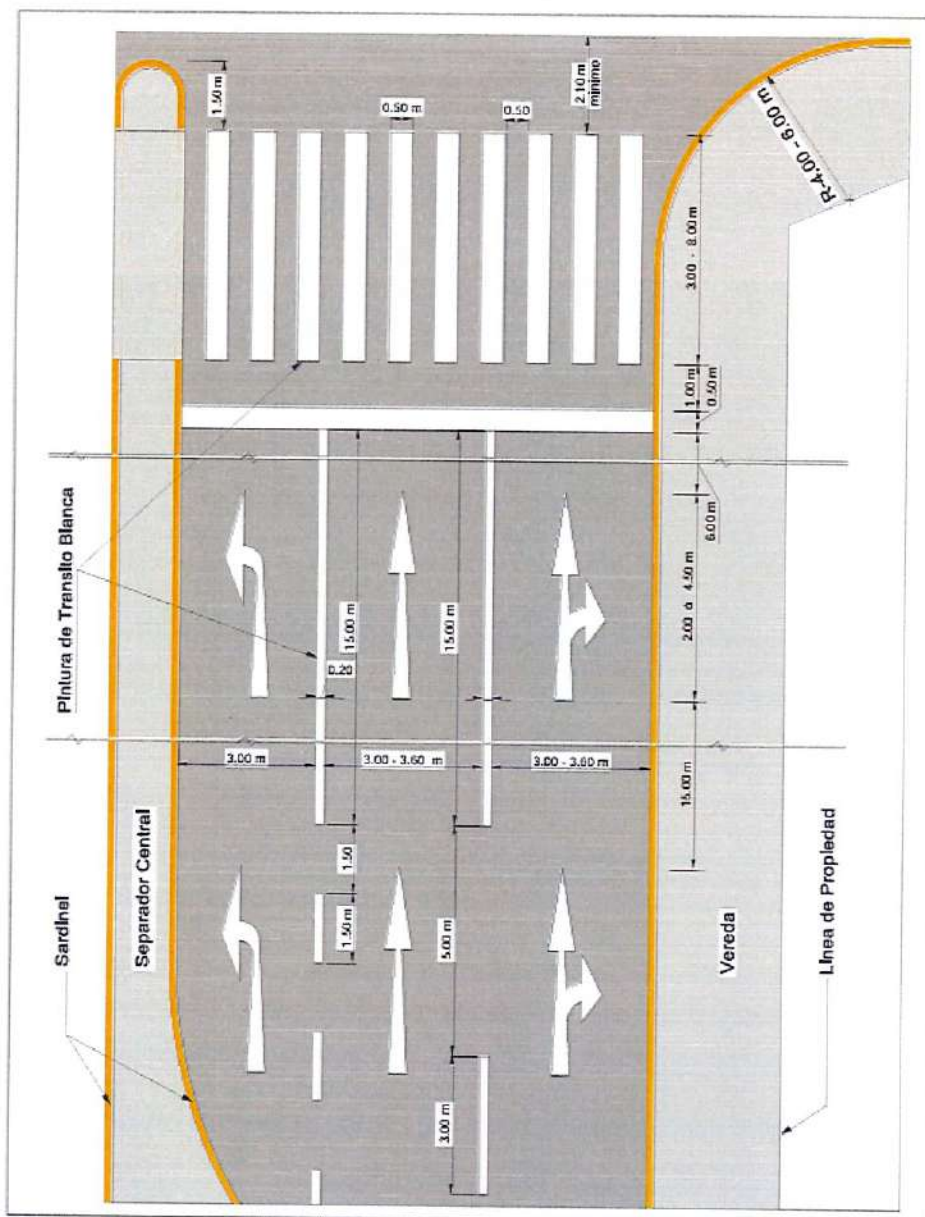 1.50 m
0.50 m
0.50
2.10 m
mínimo
R-4.00 - 6.00 m
3.00 - 8.00 m
1.00 m
0.50 m
Pintura de Transito Blanca
6.00 m
15.00 m
15.00 m
2.00 ó 4.50 m
0.20
3.00 m
3.00 - 3.60 m
3.00 - 3.60 m
15.00 m
Sardinel
Separador Central
1.50
1.50 m
5.00 m
3.00 m
Vereda
Línea de Propiedad